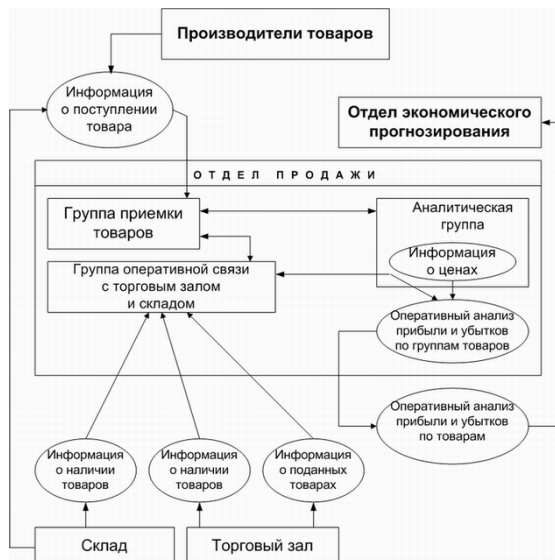 Производители товаров
Информация
о поступлении
товара
Отдел экономического
прогнозирования
ОТДЕЛ ПРОДАЖИ
Группа приемки
товаров
Аналитическая
группа
Информация
о ценах
Группа оперативной связи
с торговым залом
и складом
Оперативный анализ
прибыли и убытков
по группам товаров
Оперативный анализ
прибыли и убытков
по товарам
Информация
о наличии
товаров
Информация
о наличии
товаров
Информация
о поданных
товарах
Склад
Торговый зал